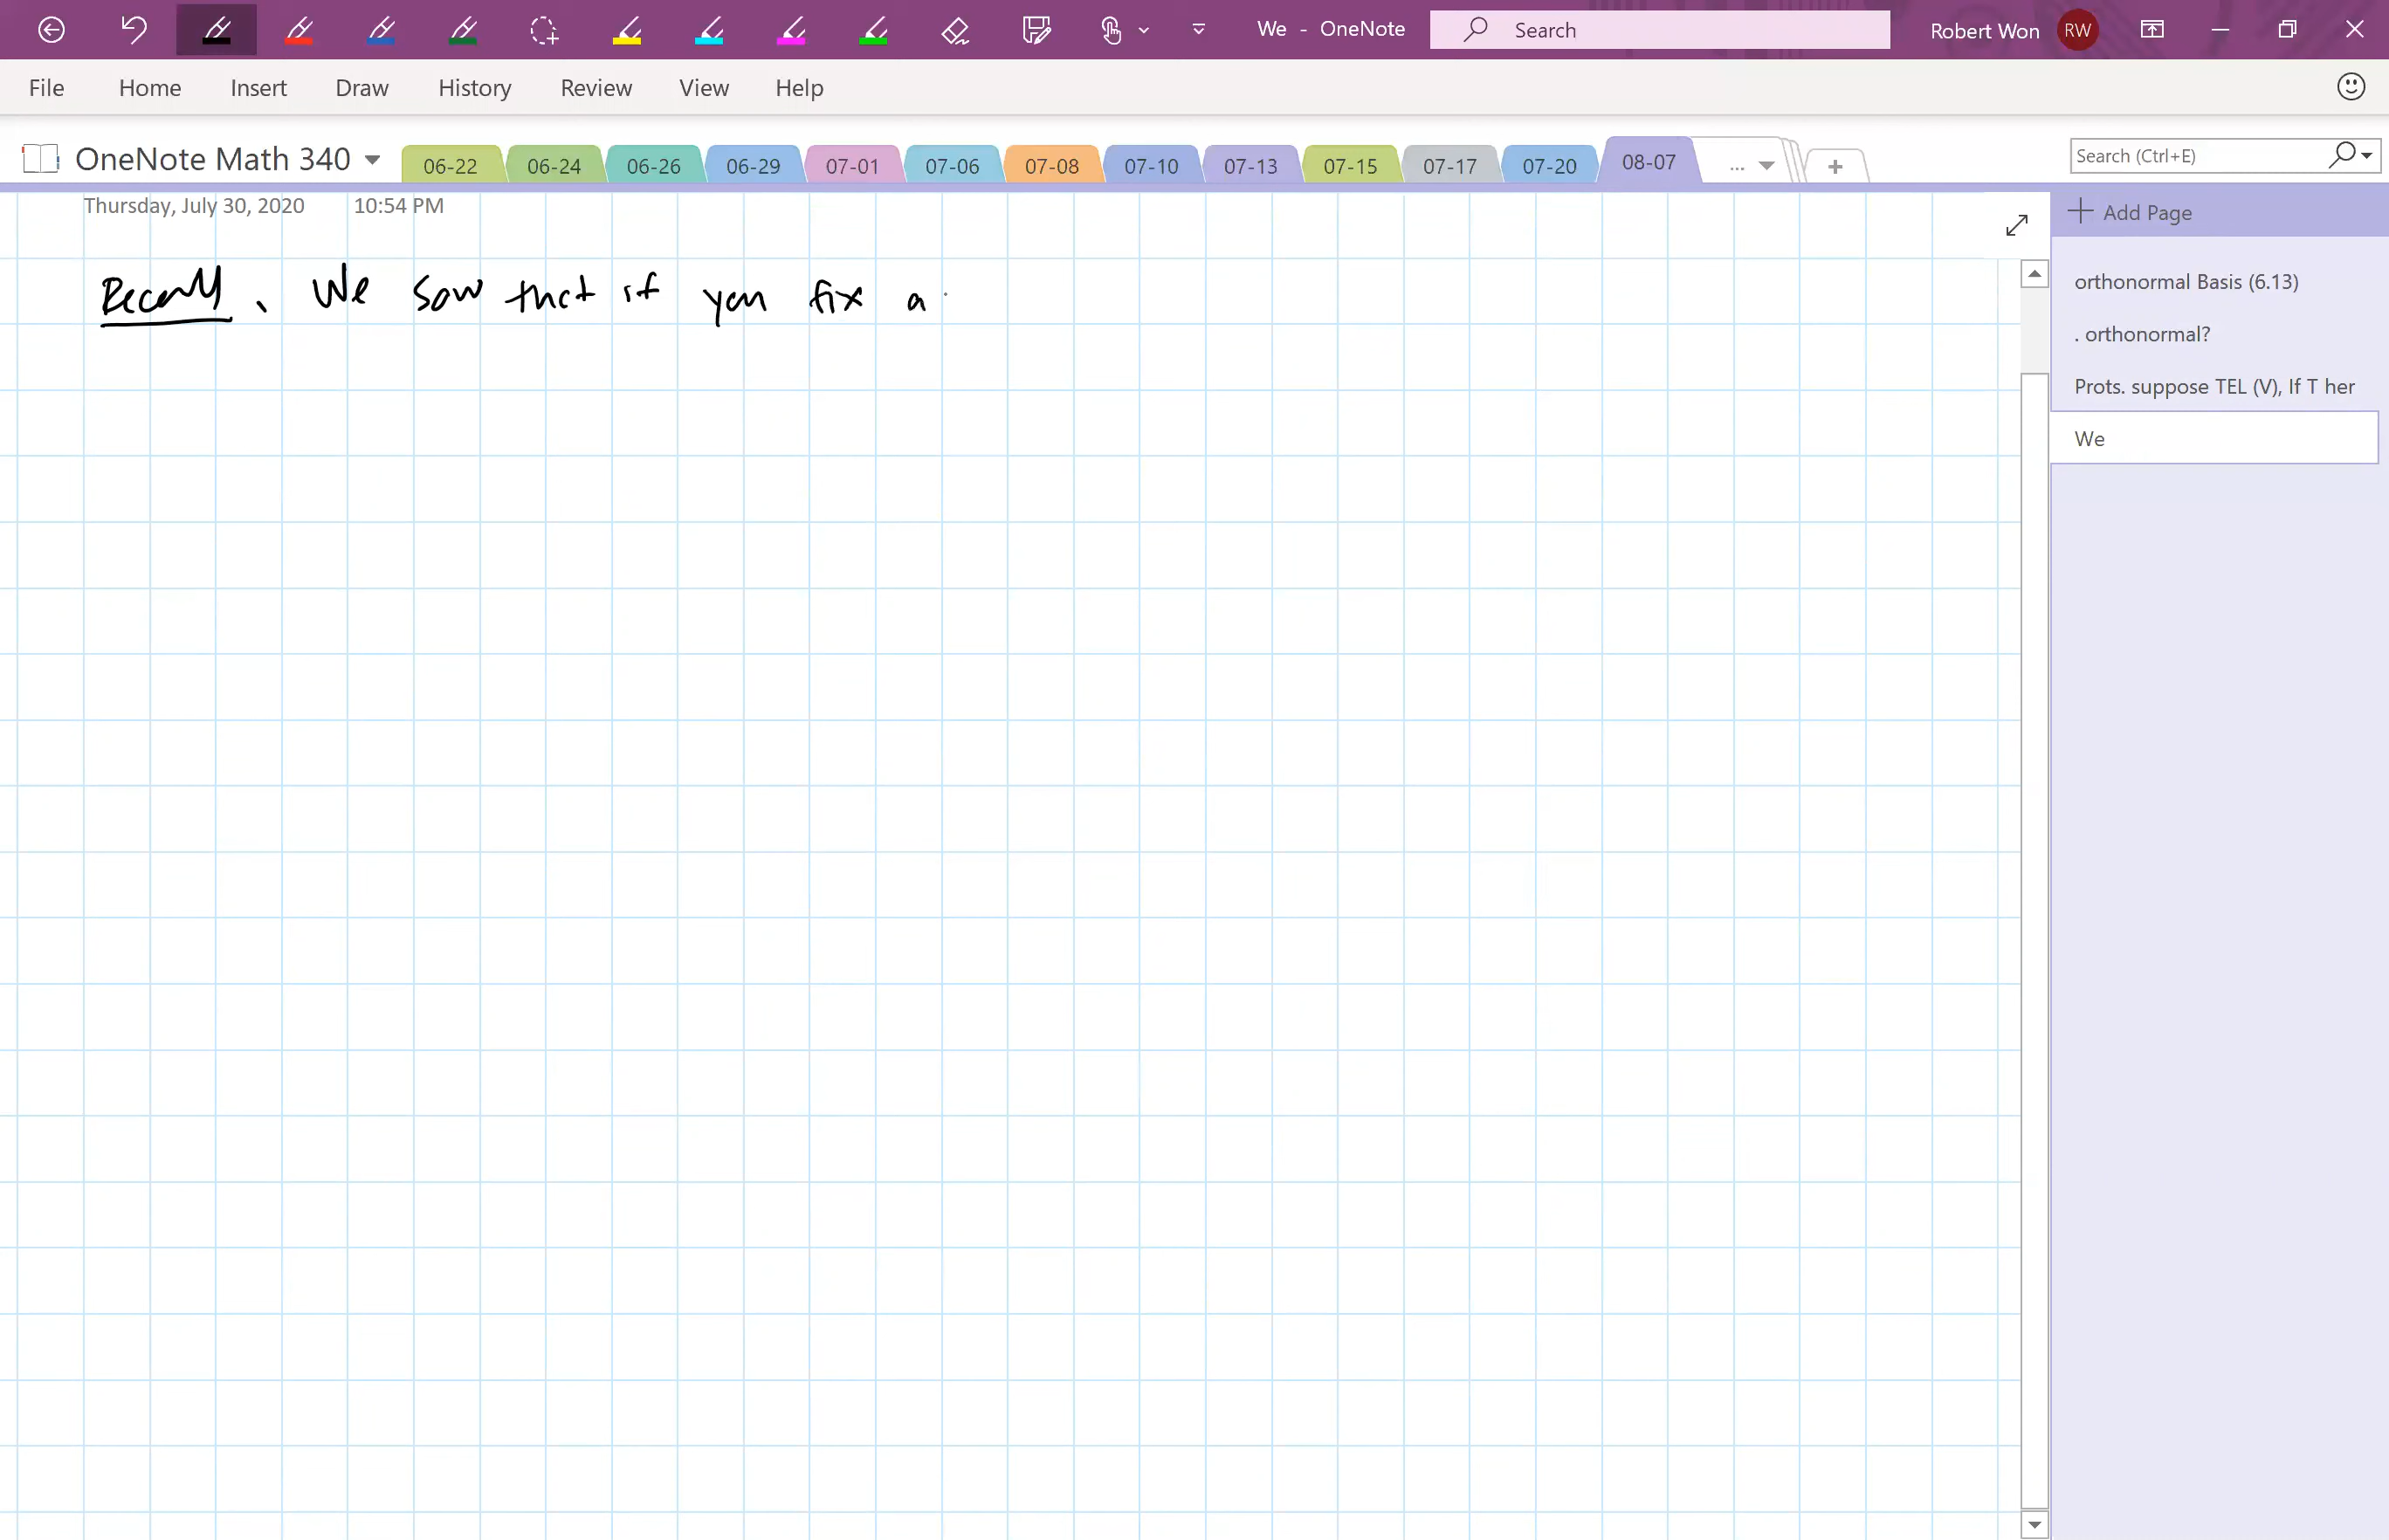 We - OneNote
Search
Robert Won RW
File Home Insert Draw History Review View Help
OneNote Math 340
06-22 06-24 06-26 06-29 07-01 07-06 07-08 07-10 07-13 07-15 07-17 07-20 08-07 ... +
Search (Ctrl+E)
Thursday, July 30, 2020 10:54 PM
Recall. We saw that if you fix a
Add Page
orthonormal Basis (6.13)
. orthonormal?
Prots. suppose TEL (V), If T her
We